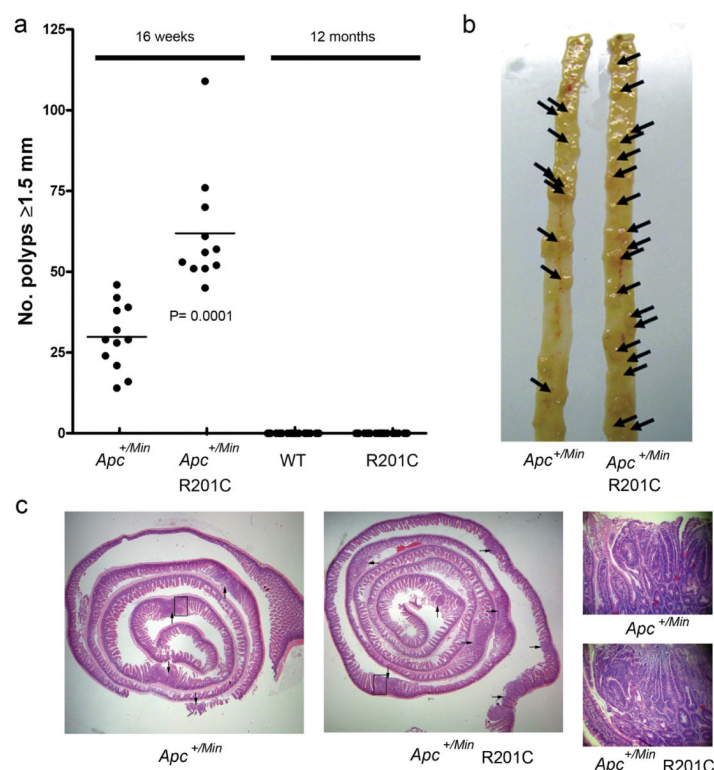 a
16 weeks
12 months
No. polyps ≥1.5 mm
125
100
75
50
25
0
P= 0.0001
Apc +/Min
Apc +/Min
R201C
WT
R201C
b
Apc +/Min
Apc +/Min
R201C
c
Apc +/Min
Apc +/Min R201C
Apc +/Min
Apc +/Min R201C